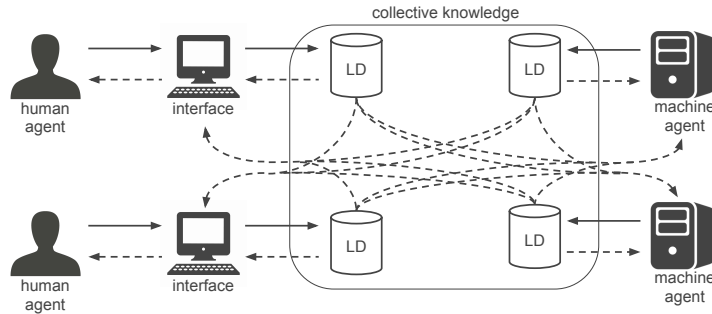 collective knowledge
LD
LD
human
agent
interface
machine
agent
LD
LD
human
agent
interface
machine
agent